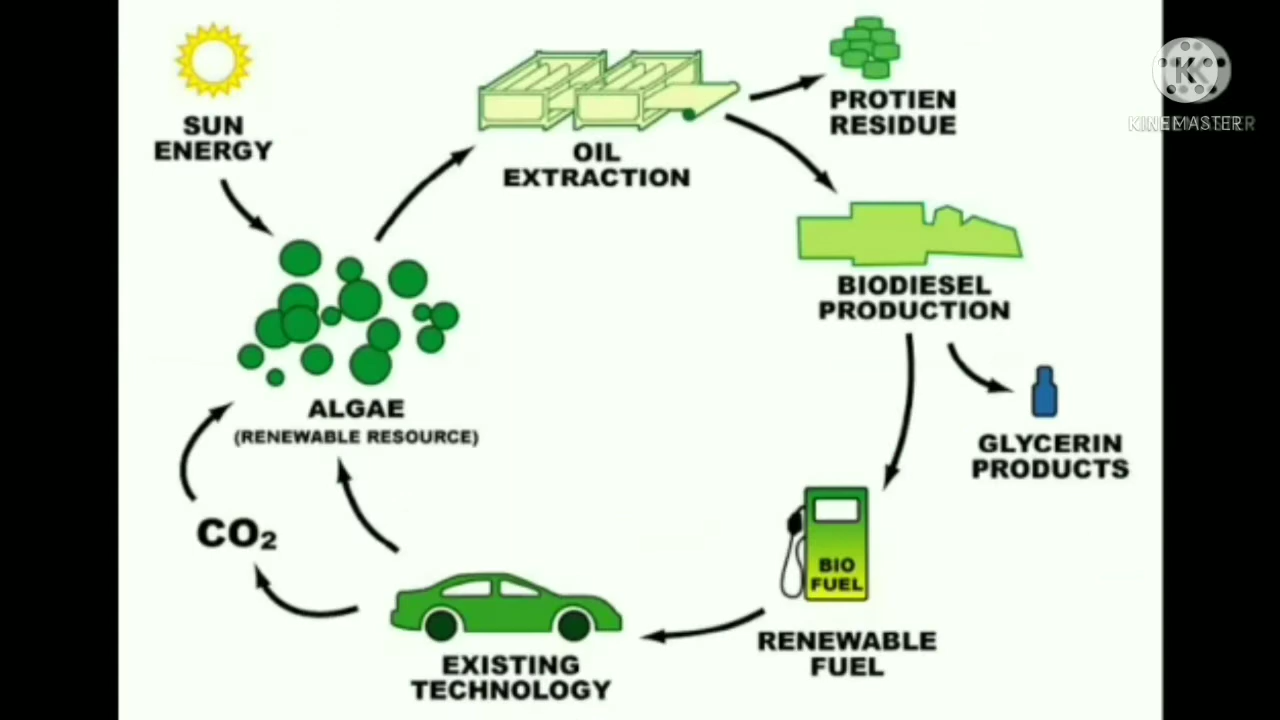 SUN
ENERGY
OIL
EXTRACTION
PROTIEN
RESIDUE
KINEMASTER
BIODIESEL
PRODUCTION
GLYCERIN
PRODUCTS
ALGAE
(RENEWABLE RESOURCE)
CO₂
BIO
FUEL
RENEWABLE
FUEL
EXISTING
TECHNOLOGY